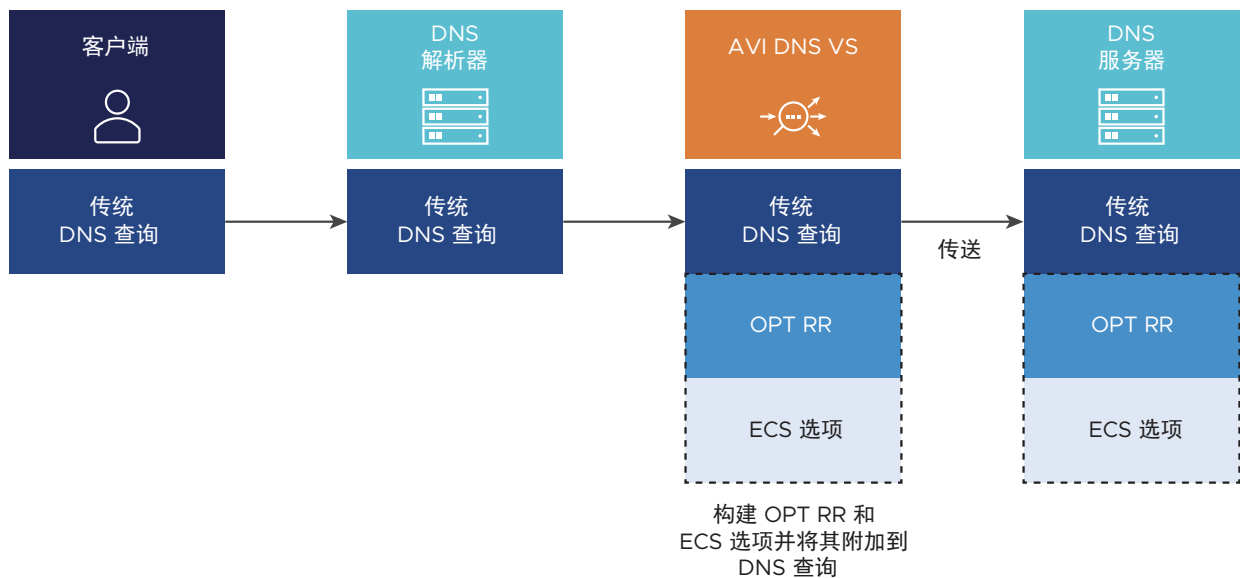 客户端
DNS
解析器
AVI DNS VS
DNS
服务器
传统
DNS 查询
传统
DNS 查询
传统
DNS 查询
传送
传统
DNS 查询
OPT RR
OPT RR
ECS 选项
ECS 选项
构建 OPT RR 和
ECS 选项并将其附加到
DNS 查询